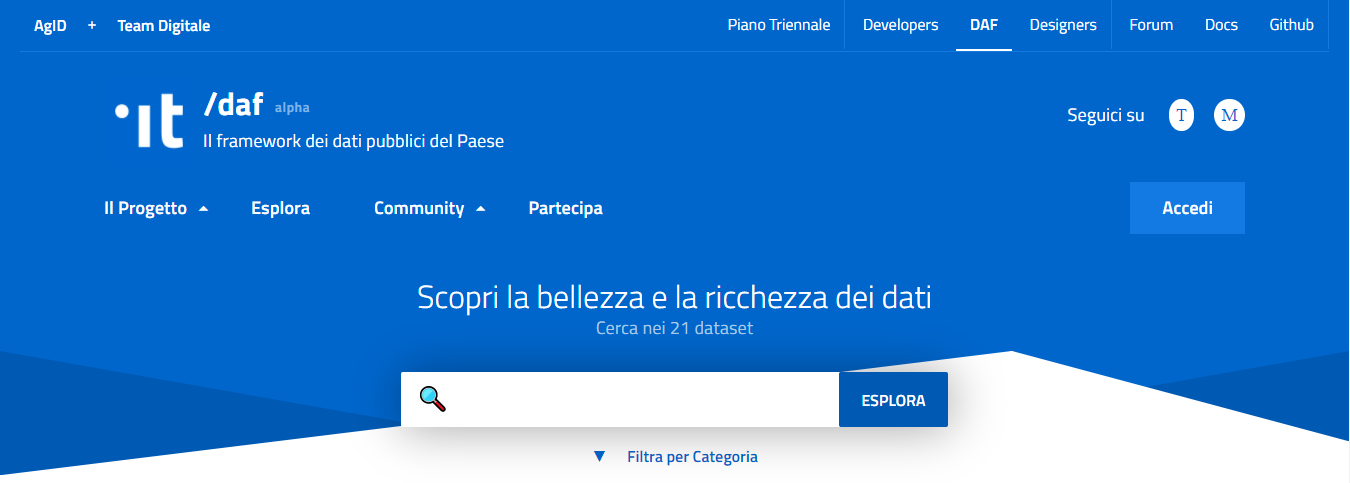 AgID + Team Digitale Piano Triennale Developers DAF Designers Forum Docs Github
it /daf alpha
Il framework dei dati pubblici del Paese
Seguici su T M
Il Progetto Esplora Community Partecipa Accedi
Scopri la bellezza e la ricchezza dei dati
Cerca nei 21 dataset
ESPLORA
Filtra per Categoria